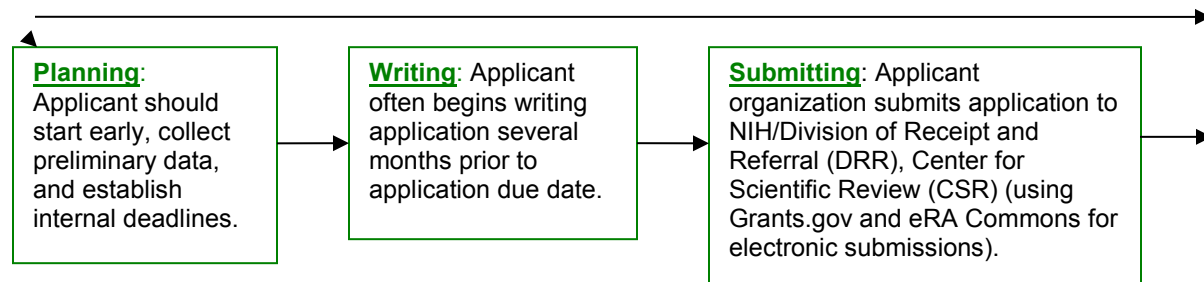 Planning:
Applicant should
start early, collect
preliminary data,
and establish
internal deadlines.
Writing: Applicant
often begins writing
application several
months prior to
application due date.
Submitting: Applicant
organization submits application to
NIH/Division of Receipt and
Referral (DRR), Center for
Scientific Review (CSR) (using
Grants.gov and eRA Commons for
electronic submissions).